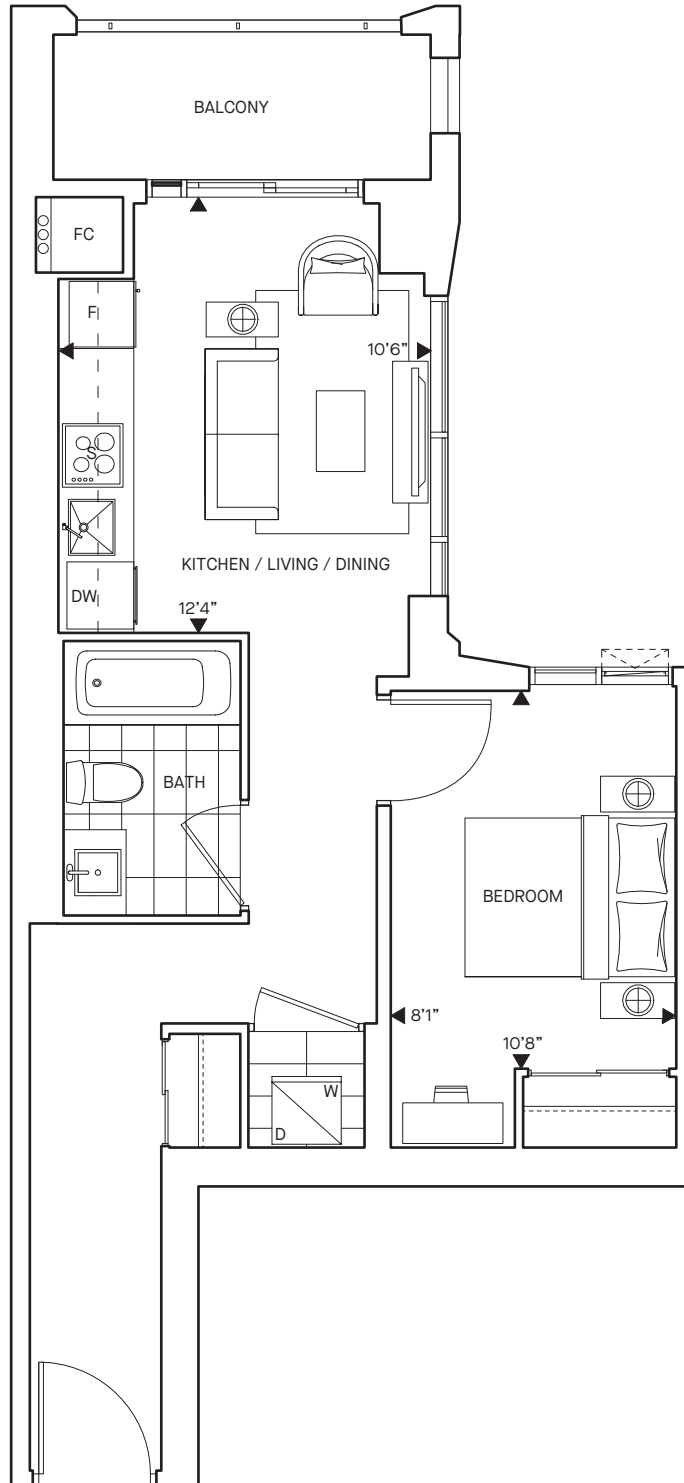 BALCONY
FC
F
10'6”
S
KITCHEN / LIVING / DINING
DW
12'4”
BATH
BEDROOM
8'1”
10'8”
W
D